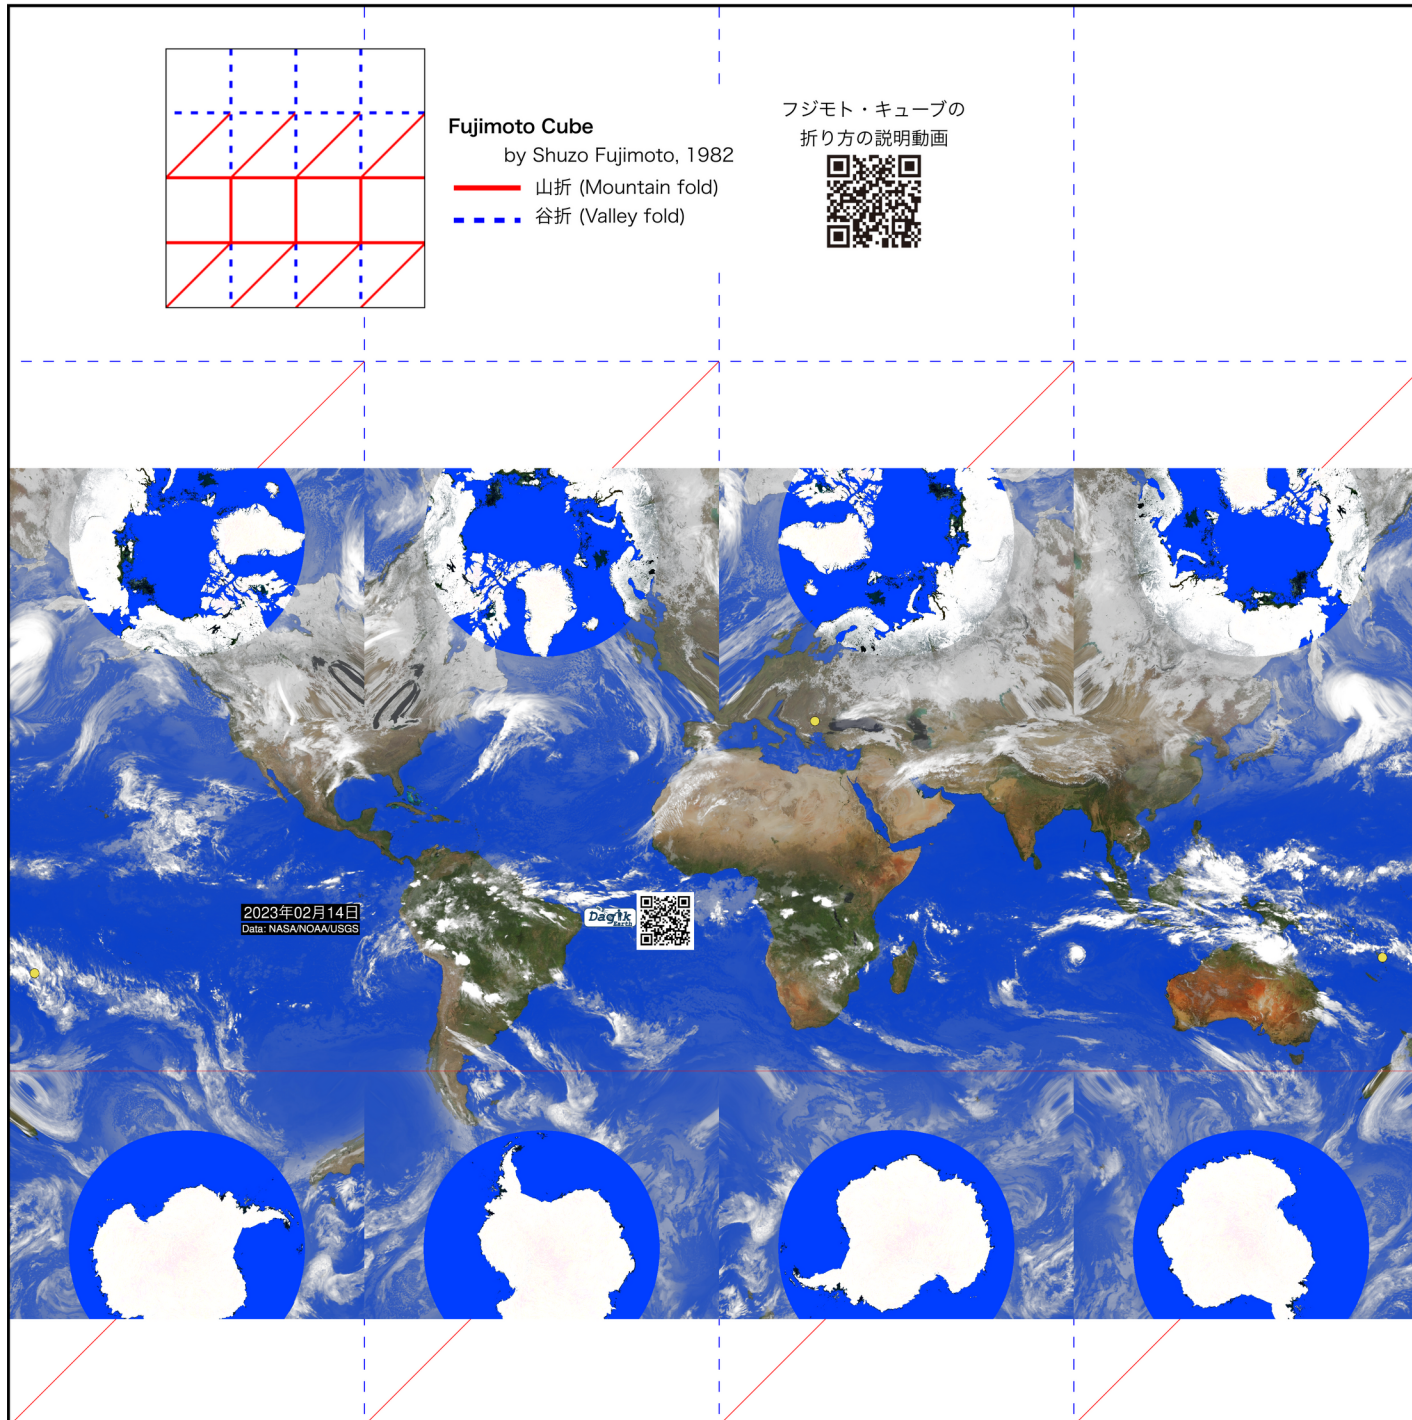 Fujimoto Cube
by Shuzo Fujimoto, 1982
山折 (Mountain fold)
谷折 (Valley fold)
フジモト・キューブの
折り方の説明動画
2023年02月14日
Data: NASA/NOAA/USGS
Dagik
Earth